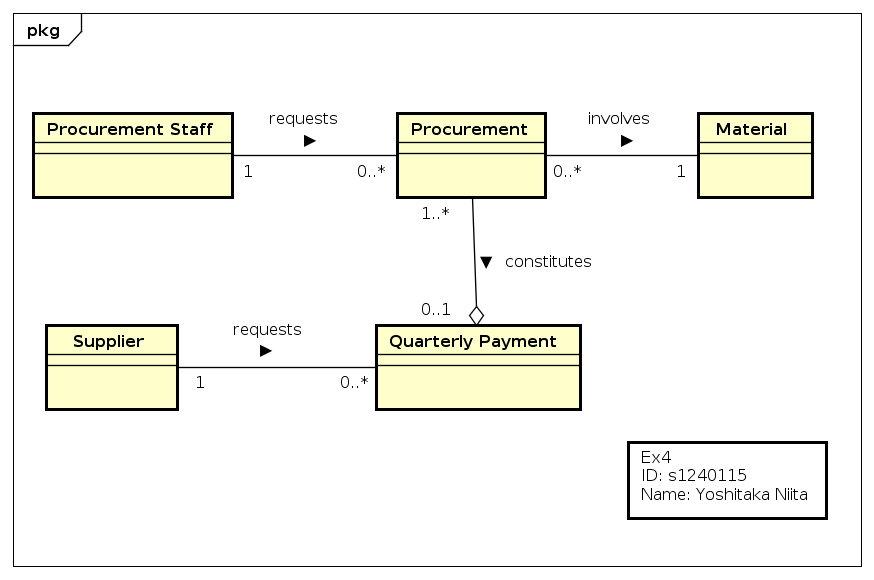 pkg
requests
involves
Procurement Staff
Procurement
Material
1
0..*
0..*
1
1..*
constitutes
0..1
requests
Supplier
Quarterly Payment
1
0..*
Ex4
ID: s1240115
Name: Yoshitaka Niita